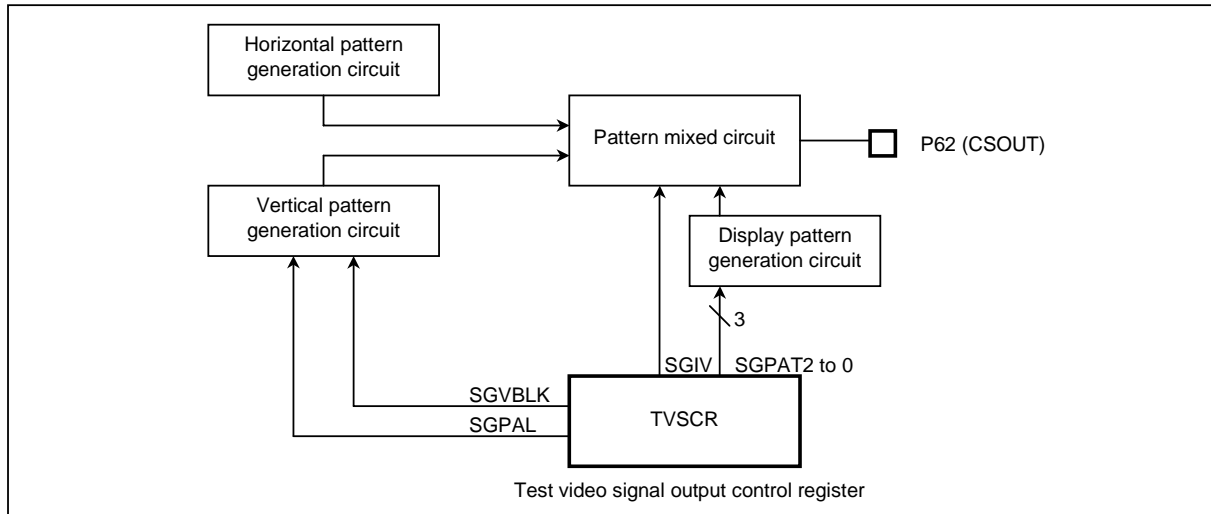 Horizontal pattern
generation circuit
Pattern mixed circuit
P62 (CSOUT)
Vertical pattern
generation circuit
Display pattern
generation circuit
3
SGIV
SGPAT2 to 0
SGVBLK
SGPAL
TVSCR
Test video signal output control register